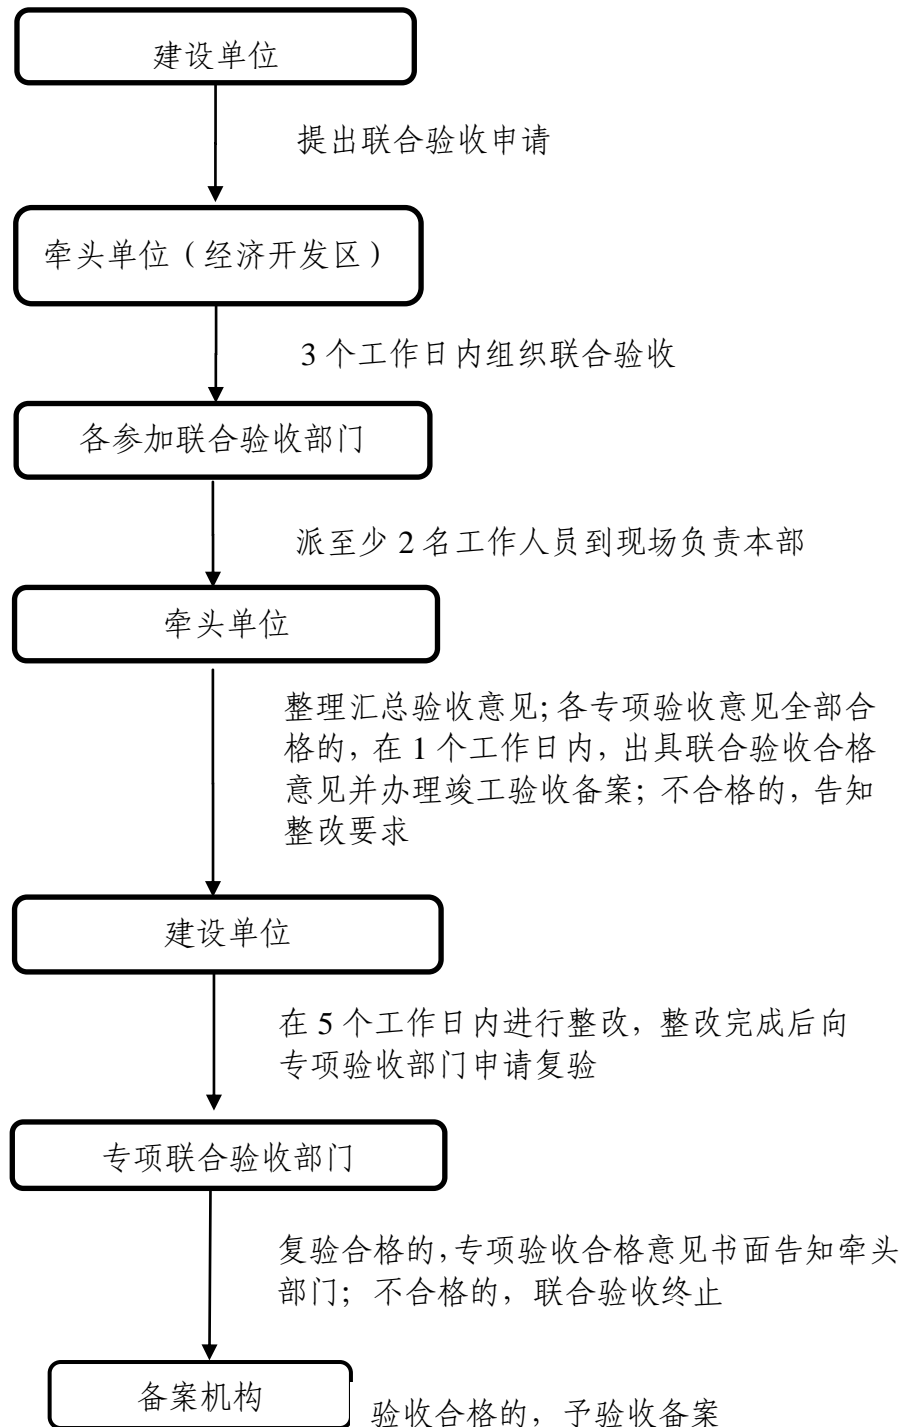 建设单位
提出联合验收申请
牵头单位（经济开发区）
3 个工作日内组织联合验收
各参加联合验收部门
派至少 2 名工作人员到现场负责本部
牵头单位
整理汇总验收意见；各专项验收意见全部合
格的，在 1 个工作日内，出具联合验收合格
意见并办理竣工验收备案；不合格的，告知
整改要求
建设单位
在 5 个工作日内进行整改，整改完成后向
专项验收部门申请复验
专项联合验收部门
复验合格的，专项验收合格意见书面告知牵头
部门；不合格的，联合验收终止
备案机构
验收合格的，予验收备案